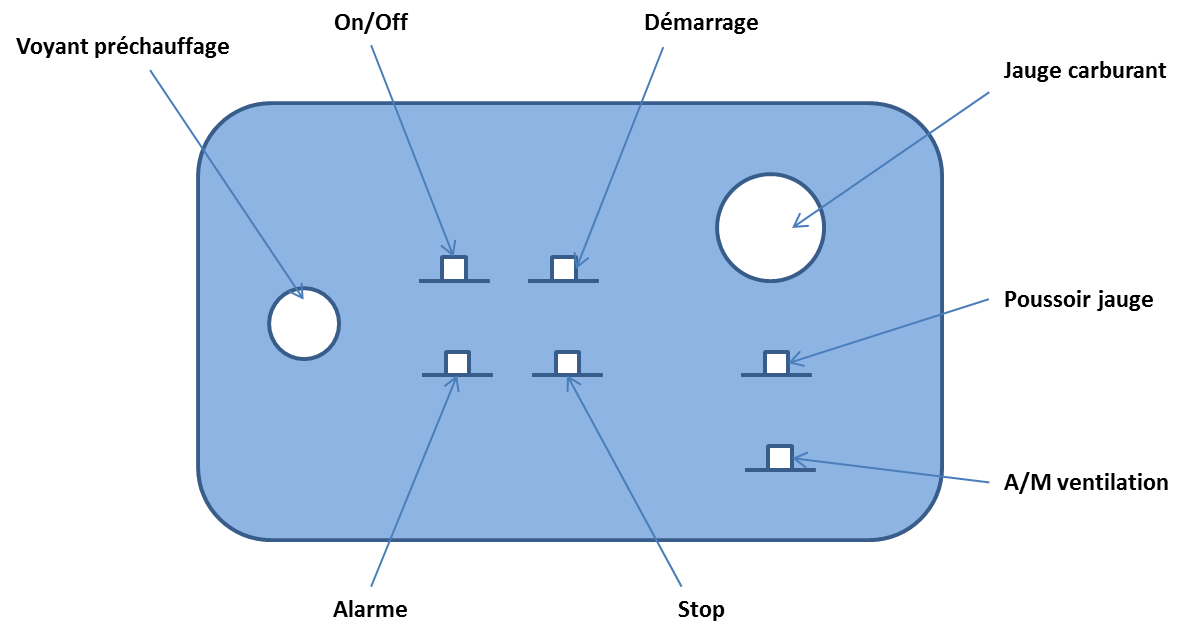 On/Off
Démarrage
Voyant préchauffage
Jauge carburant
Poussoir jauge
A/M ventilation
Alarme
Stop